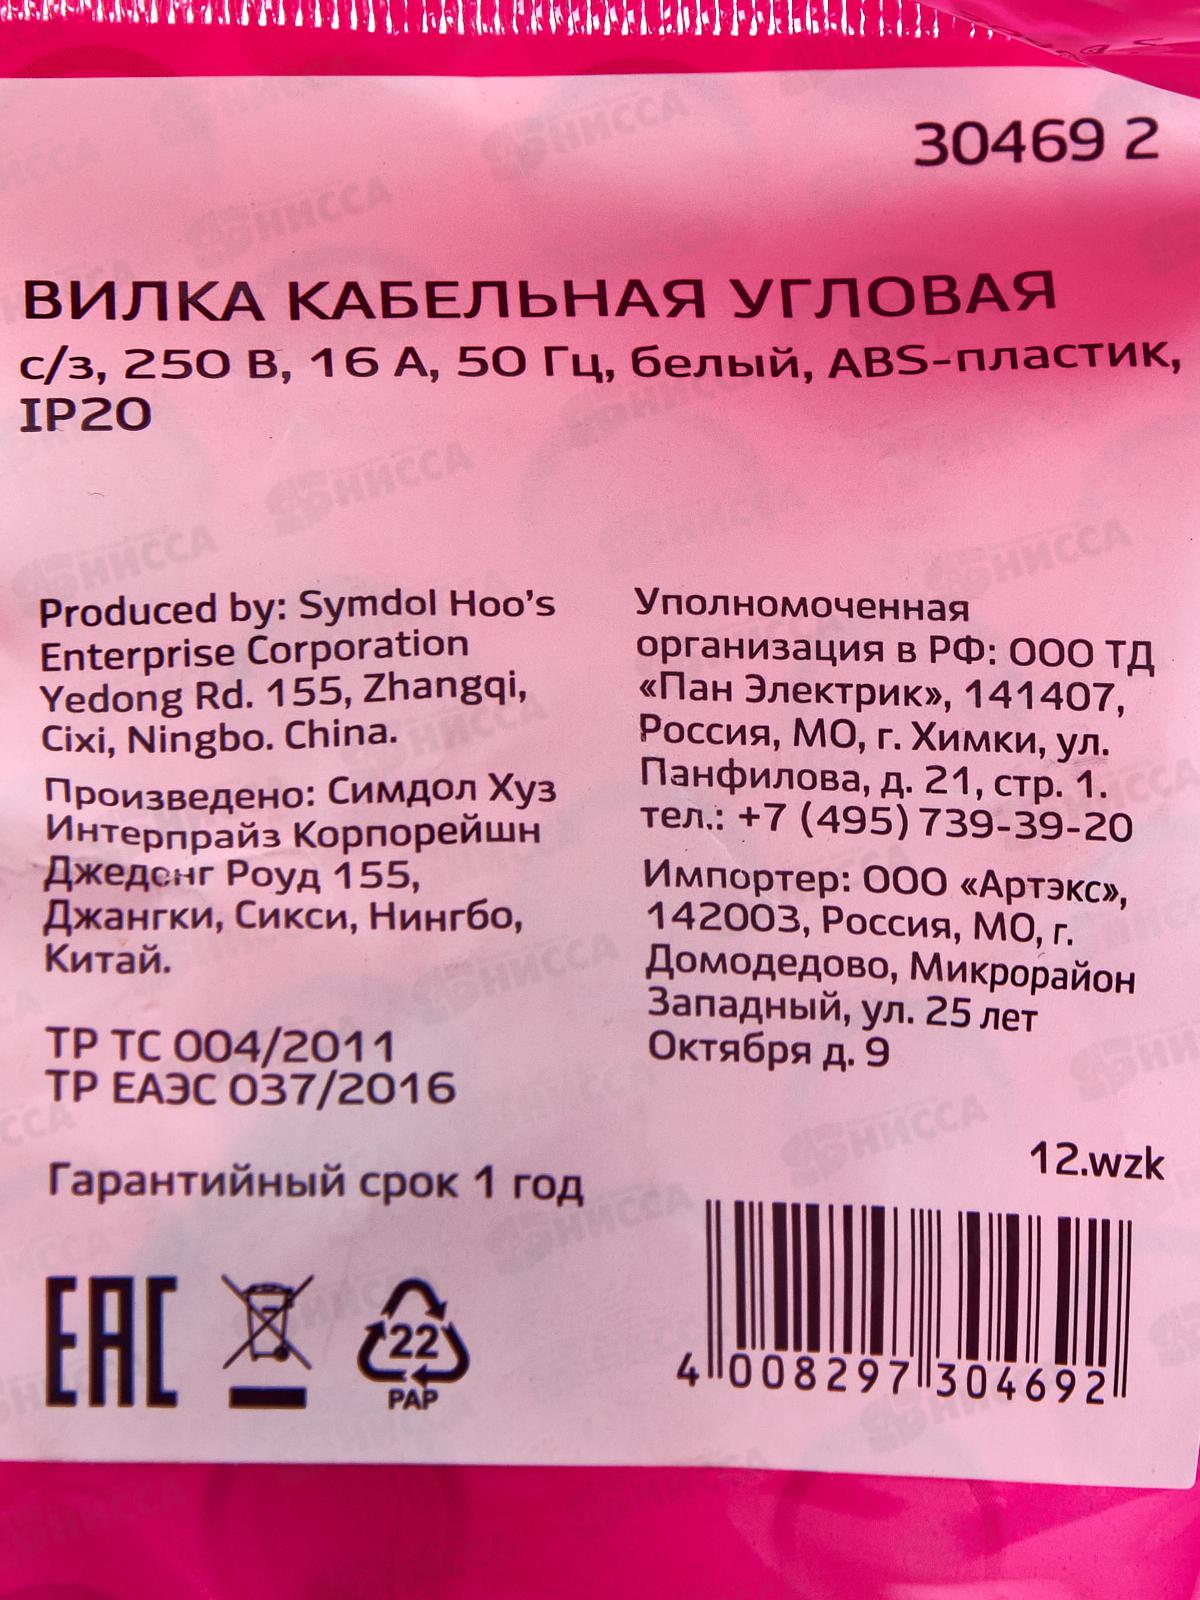 30469 2
ВИЛКА КАБЕЛЬНАЯ УГЛОВАЯ
с/з, 250 В, 16 А, 50 Гц, белый, ABS-пластик,
IP20
Produced by: Symdol Hoo's
Enterprise Corporation
Yedong Rd. 155, Zhangqi,
Cixi, Ningbo. China.
Произведено: Симдол Хуз
Интерпрайз Корпорейшн
Джедонг Роуд 155,
Джангки, Сикси, Нингбо,
Китай.
ТР ТС 004/2011
ТР ЕАЭС 037/2016
Гарантийный срок 1 год
Уполномоченная
организация в РФ: ООО ТД
«Пан Электрик», 141407,
Россия, МО, г. Химки, ул.
Панфилова, д. 21, стр. 1.
тел.: +7 (495) 739-39-20
Импортер: ООО «Артэкс»,
142003, Россия, МО, г.
Домодедово, Микрорайон
Западный, ул. 25 лет
Октября д. 9
12.wzk
EAC
22
PAP
4 008297 304692
НИССА